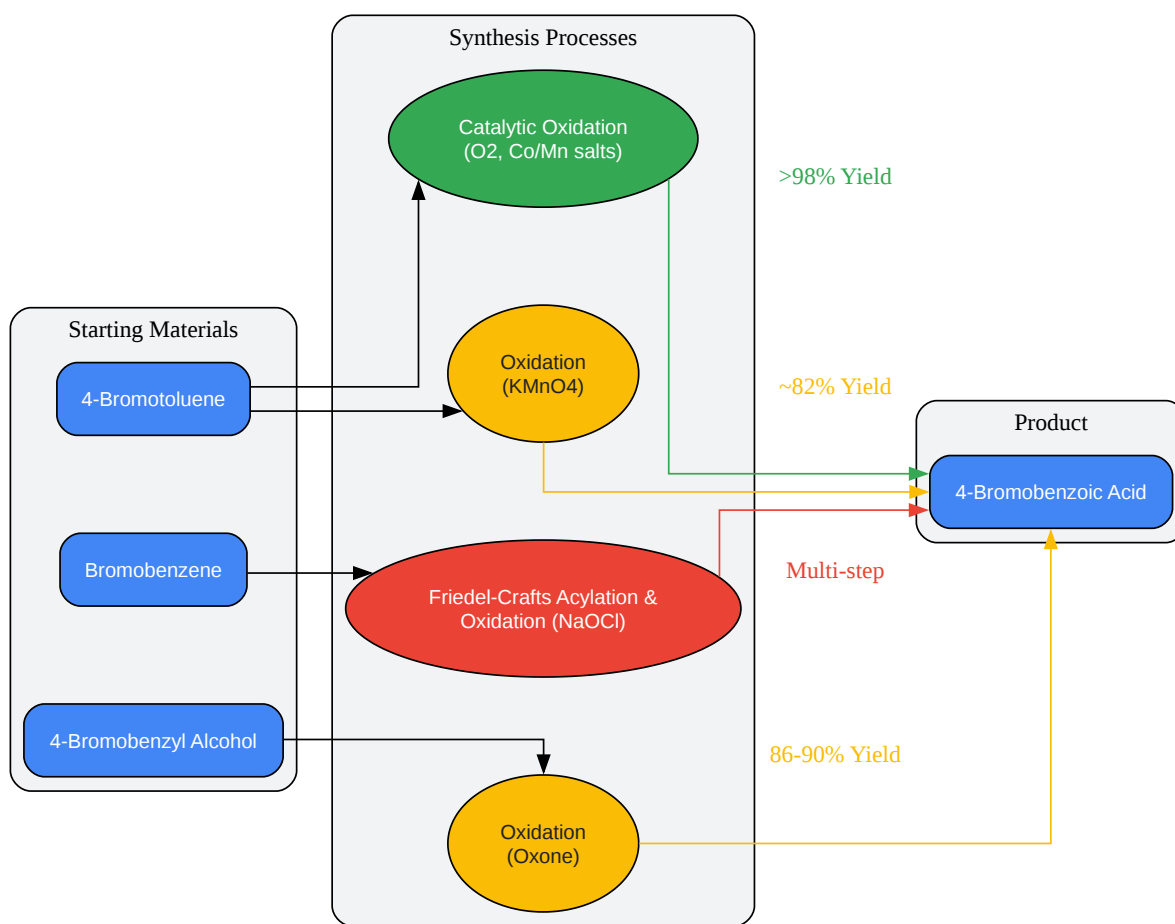 Synthesis Processes
Catalytic Oxidation
(O2, Co/Mn salts)
>98% Yield
Starting Materials
4-Bromotoluene
Oxidation
(KMnO4)
~82% Yield
Product
4-Bromobenzoic Acid
Bromobenzene
Friedel-Crafts Acylation &
Oxidation (NaOCl)
Multi-step
4-Bromobenzyl Alcohol
86-90% Yield
Oxidation
(Oxone)